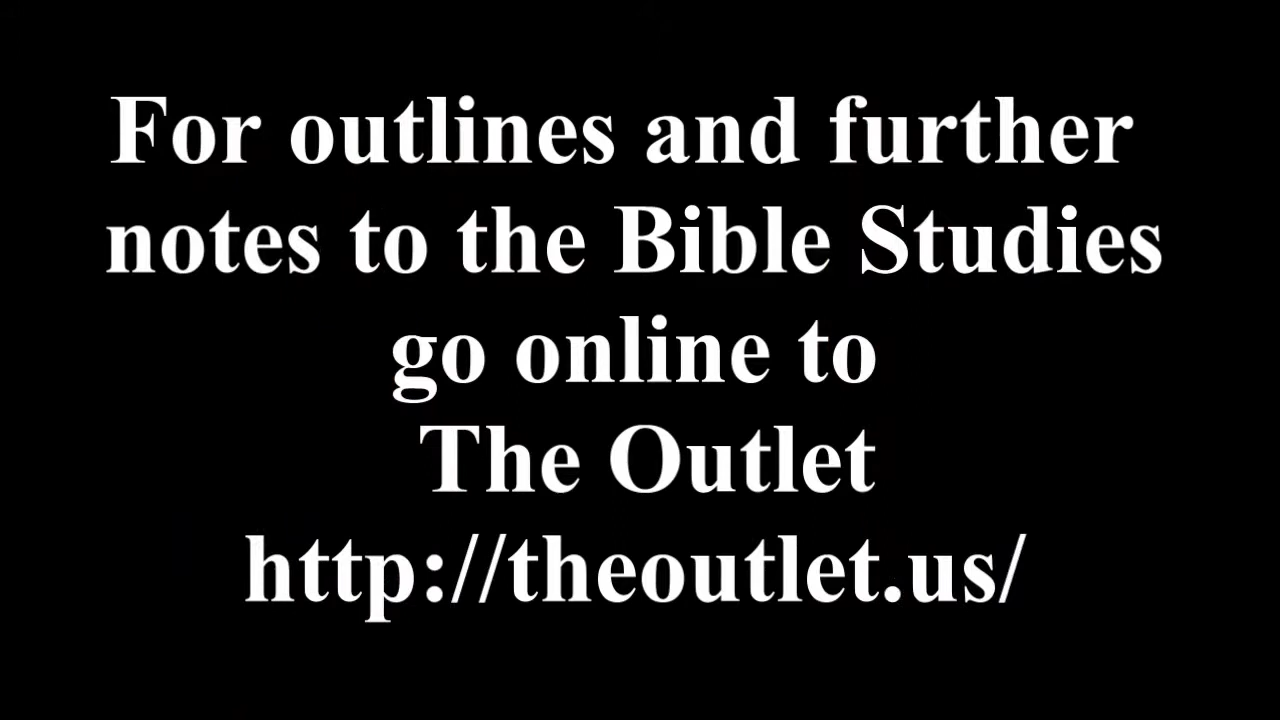 For outlines and further
notes to the Bible Studies
go online to
The Outlet
http://theoutlet.us/